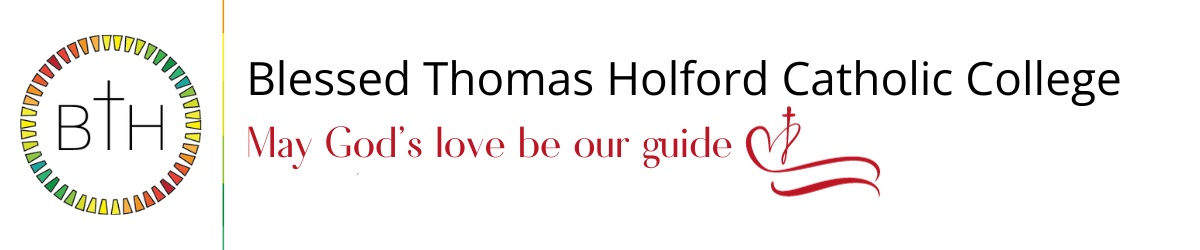 BTH
Blessed Thomas Holford Catholic College
May God's love be our guide